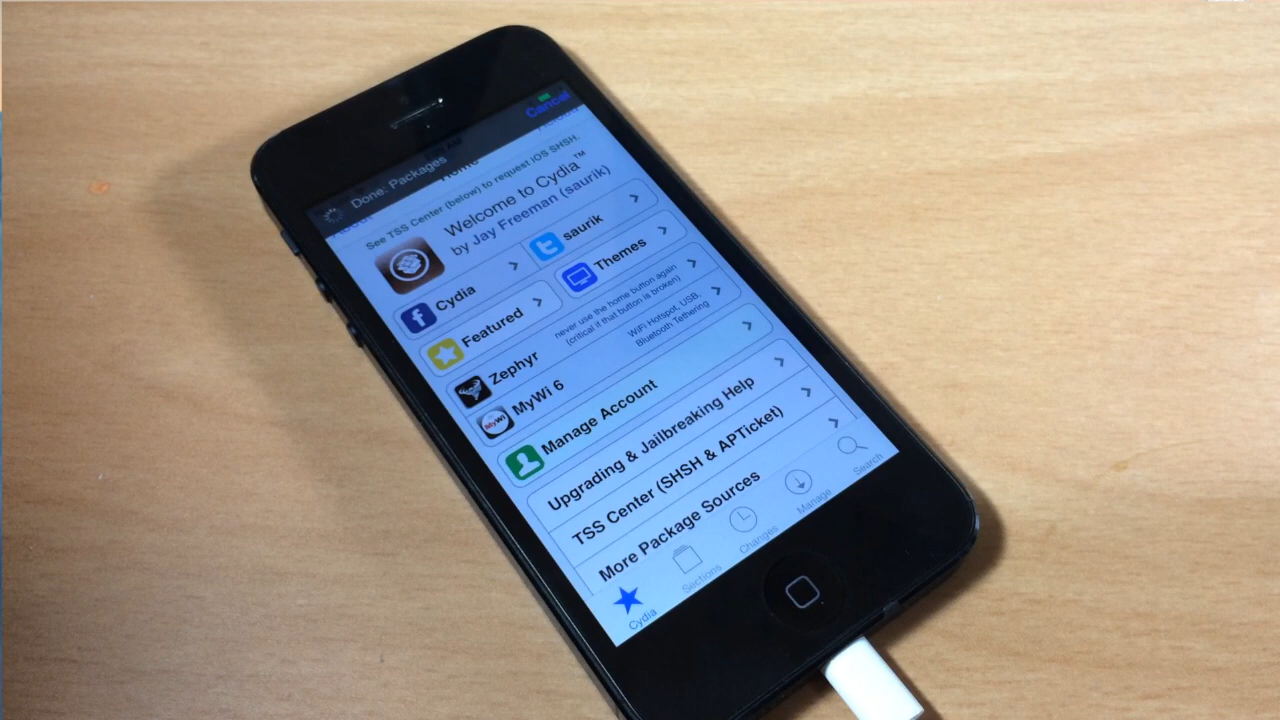 Cancel
Done: Packages
Home
See TSS Center (below) to request iOS SHSH.
Welcome to Cydia™
by Jay Freeman (saurik)
f Cydia
saurik
Featured
Themes
Zephyr
never use the home button again
(critical if that button is broken)
MyWi MyWi 6
WiFi Hotspot, USB,
Bluetooth Tethering
Manage Account
Upgrading & Jailbreaking Help
TSS Center (SHSH & APTicket)
More Package Sources
Cydia
Sections
Changes
Manage
Search